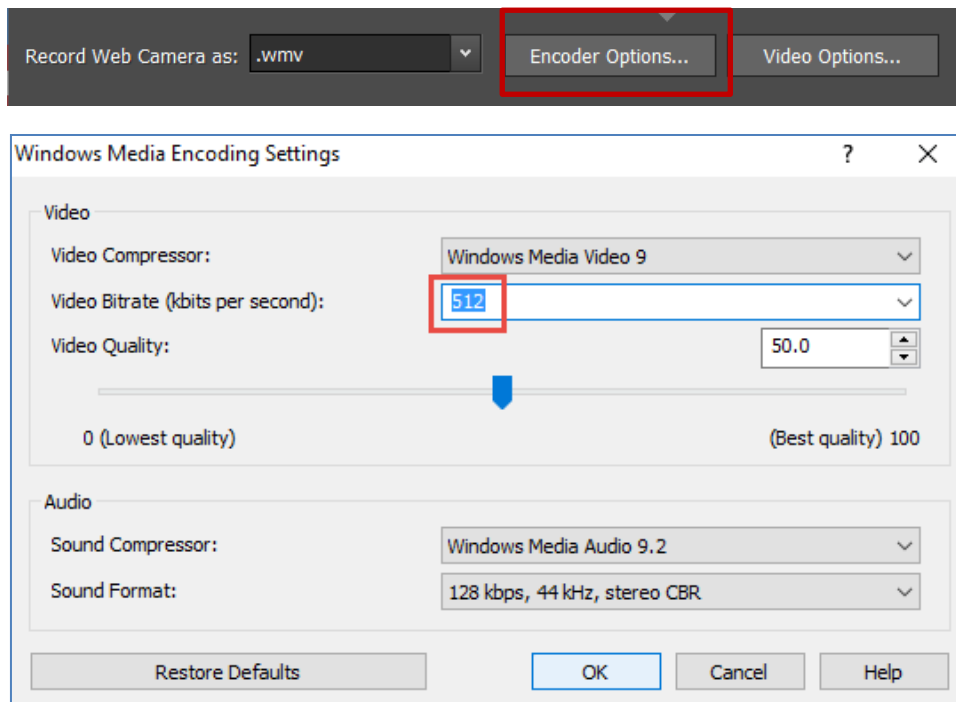 Record Web Camera as: .wmv Encoder Options... Video Options...
Windows Media Encoding Settings ? X
Video
Video Compressor: Windows Media Video 9
Video Bitrate (kbits per second): 512
Video Quality: 50.0
0 (Lowest quality) (Best quality) 100
Audio
Sound Compressor: Windows Media Audio 9.2
Sound Format: 128 kbps, 44 kHz, stereo CBR
Restore Defaults OK Cancel Help